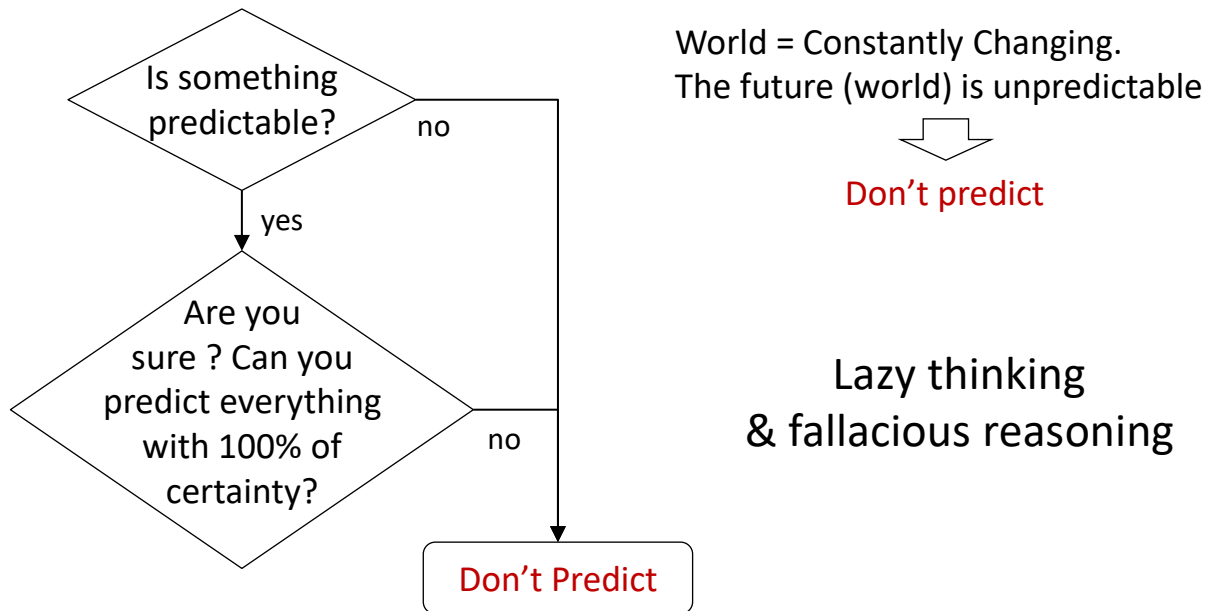 Is something
predictable?
no
yes
Are you
sure ? Can you
predict everything
with 100% of
certainty?
no
Don’t Predict
World = Constantly Changing.
The future (world) is unpredictable
Don’t predict
Lazy thinking
& fallacious reasoning